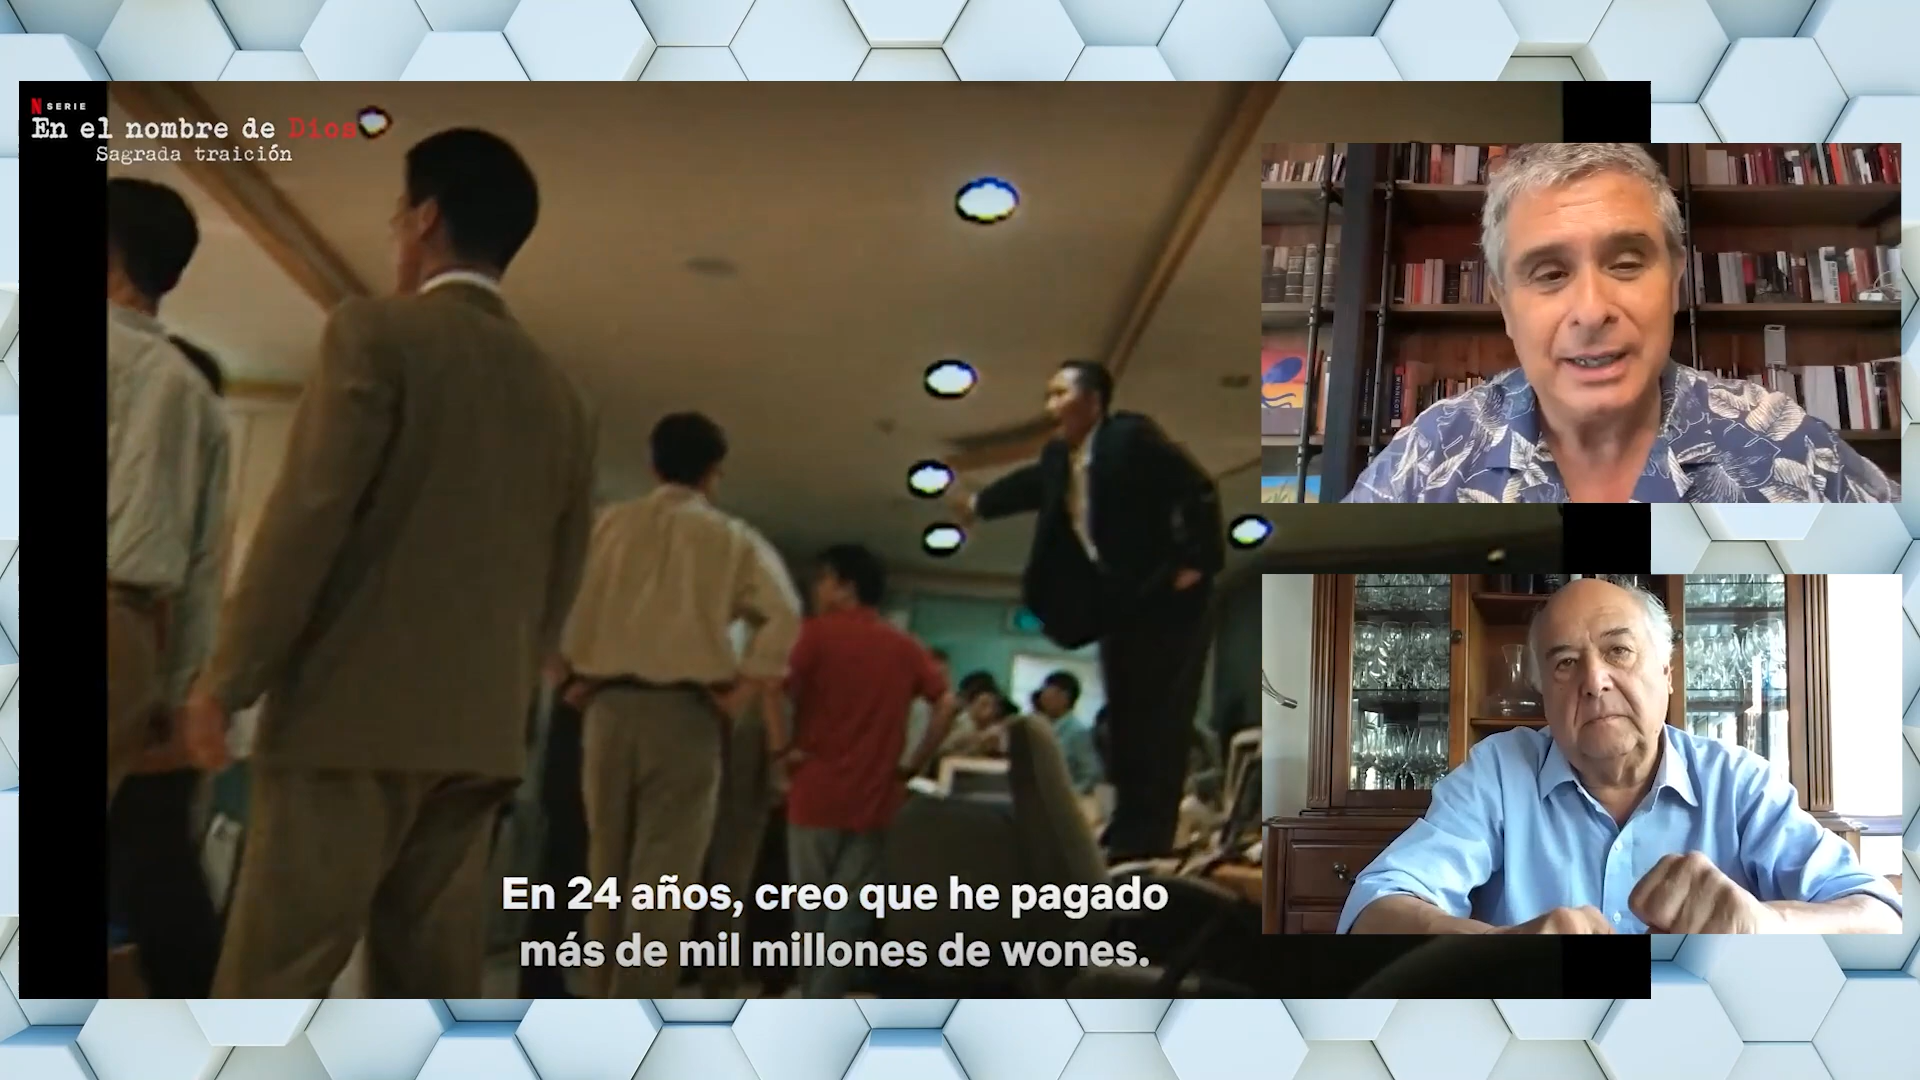 N SERIE
En el nombre de Dios
Sagrada traición
WINNICOTT
En 24 años, creo que he pagado
más de mil millones de wones.